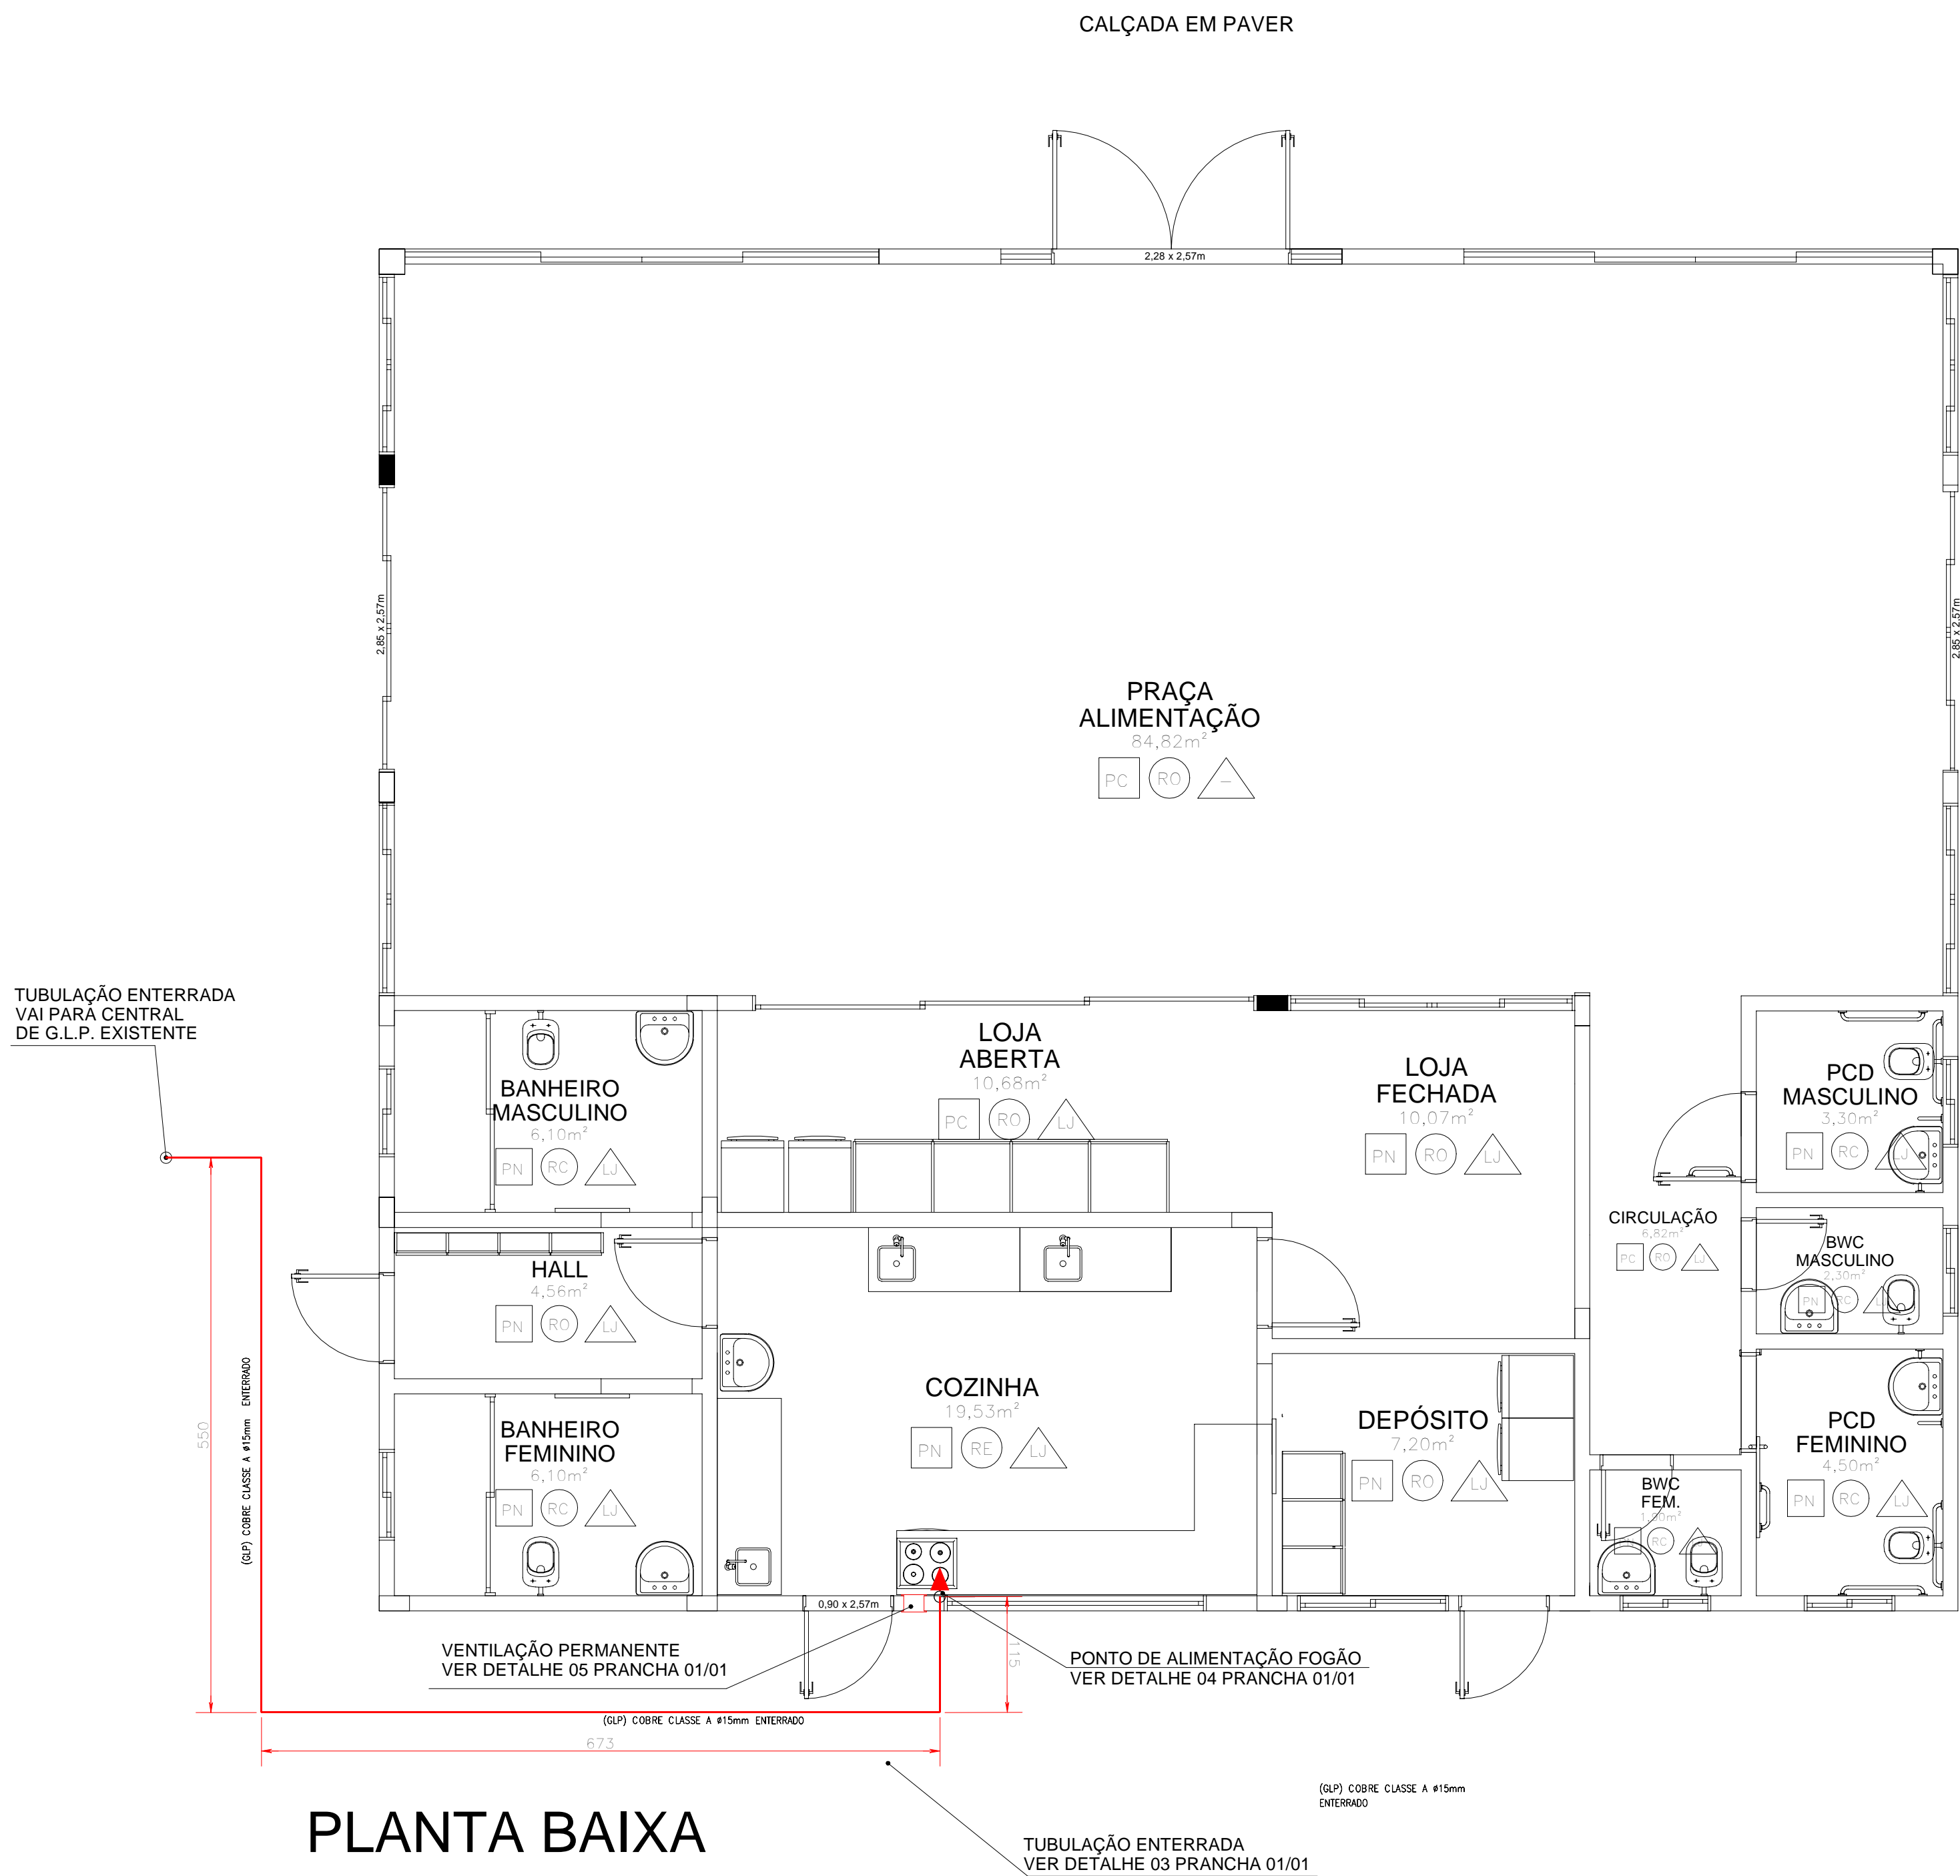 CALÇADA EM PAVER
2,28 x 2,57m
2,85 x 2,57m
2,85 x 2,57m
PRAÇA
ALIMENTAÇÃO
84,82m²
PC
RO
–
TUBULAÇÃO ENTERRADA
VAI PARA CENTRAL
DE G.L.P. EXISTENTE
BANHEIRO
MASCULINO
6,10m²
PN
RC
LJ
LOJA
ABERTA
10,68m²
PC
RO
LJ
LOJA
FECHADA
10,07m²
PN
RO
LJ
PCD
MASCULINO
3,30m²
PN
RC
LJ
CIRCULAÇÃO
6,82m²
PC
RO
LJ
BWC
MASCULINO
2,30m²
PN
RC
LJ
HALL
4,56m²
PN
RO
LJ
COZINHA
19,53m²
PN
RE
LJ
DEPÓSITO
7,20m²
PN
RO
LJ
PCD
FEMININO
4,50m²
PN
RC
LJ
BANHEIRO
FEMININO
6,10m²
PN
RC
LJ
BWC
FEM.
RC
550
(GLP) COBRE CLASSE A ø15mm ENTERRADO
0,90 x 2,57m
VENTILAÇÃO PERMANENTE
VER DETALHE 05 PRANCHA 01/01
115
PONTO DE ALIMENTAÇÃO FOGÃO
VER DETALHE 04 PRANCHA 01/01
(GLP) COBRE CLASSE A ø15mm ENTERRADO
673
(GLP) COBRE CLASSE A ø15mm
ENTERRADO
PLANTA BAIXA
TUBULAÇÃO ENTERRADA
VER DETALHE 03 PRANCHA 01/01